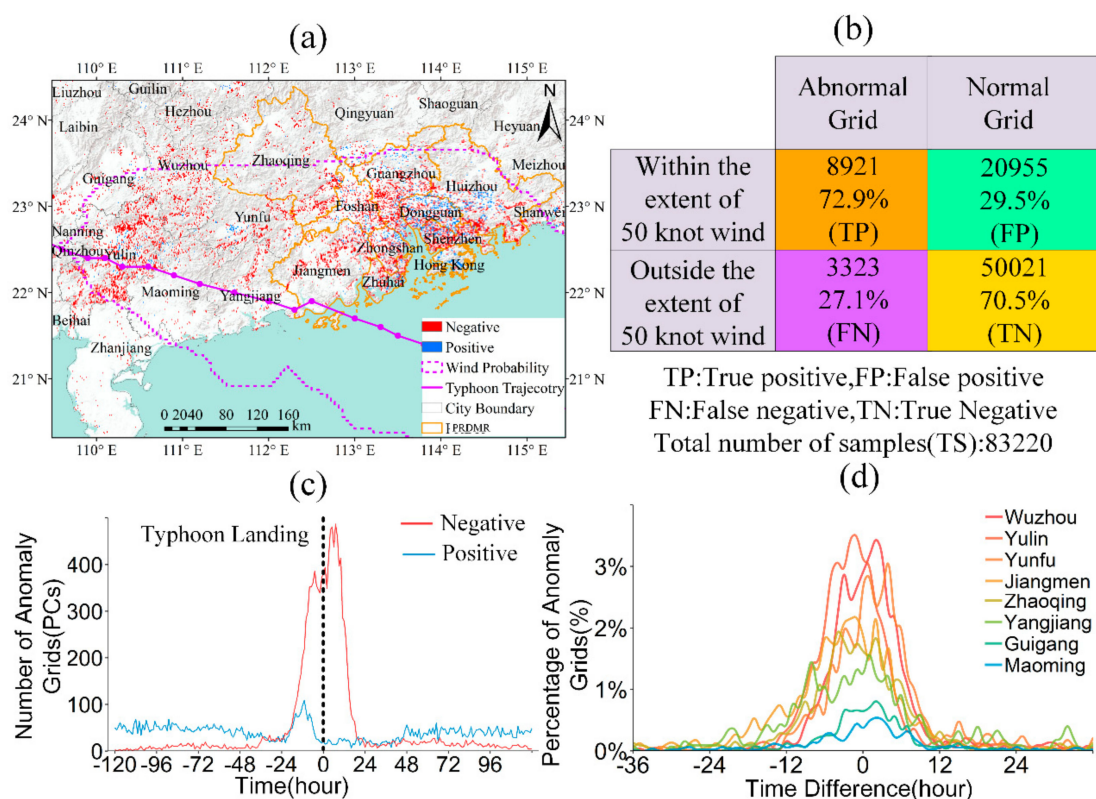 (a)
110° 111° E 112° E 113° E 114° E 115° E
Liuzhou
Guilin
Hezhou
Shaoguan
Qingyuan
N
24° N
24° N
Laibin
Heyuan
Wuzhou
Zhaoqing
Meizhou
Guigang
Guangzhou
Huizhou
23° N
23° N
Yunfu
Foshan
Dongguan
Shanwei
Nanning
Shenzhen
Qinzhou
Yulin
Zhongshan
Jiangmen
Hong Kong
22° N
22° N
Maoming
Yangjiang
Zhuhai
Beihai
Zhanjiang
21° N
21° N
Negative
Positive
Wind Probability
Typhoon Trajecotry
City Boundary
PRDMR
0 2040 80 120 160
km
110° E 111° E 112° E 113° E 114° E 115° E
(b)
Abnormal
Grid
Normal
Grid
Within the
extent of
50 knot wind
8921
72.9%
(TP)
20955
29.5%
(FP)
Outside the
extent of
50 knot wind
3323
27.1%
(FN)
50021
70.5%
(TN)
TP:True positive,FP:False positive
FN:False negative,TN:True Negative
Total number of samples(TS):83220
(c)
Typhoon Landing
Negative
Positive
Number of Anomaly
Grids(PCs)
400
300
200
100
0
-120 -96 -72 -48 -24 0 24 48 72 96
Time(hour)
(d)
Wuzhou
Yulin
Yunfu
Jiangmen
Zhaoqing
Yangjiang
Guigang
Maoming
Percentage of Anomaly
Grids(%)
3%
2%
1%
0%
-36 -24 -12 0 12 24
Time Difference(hour)